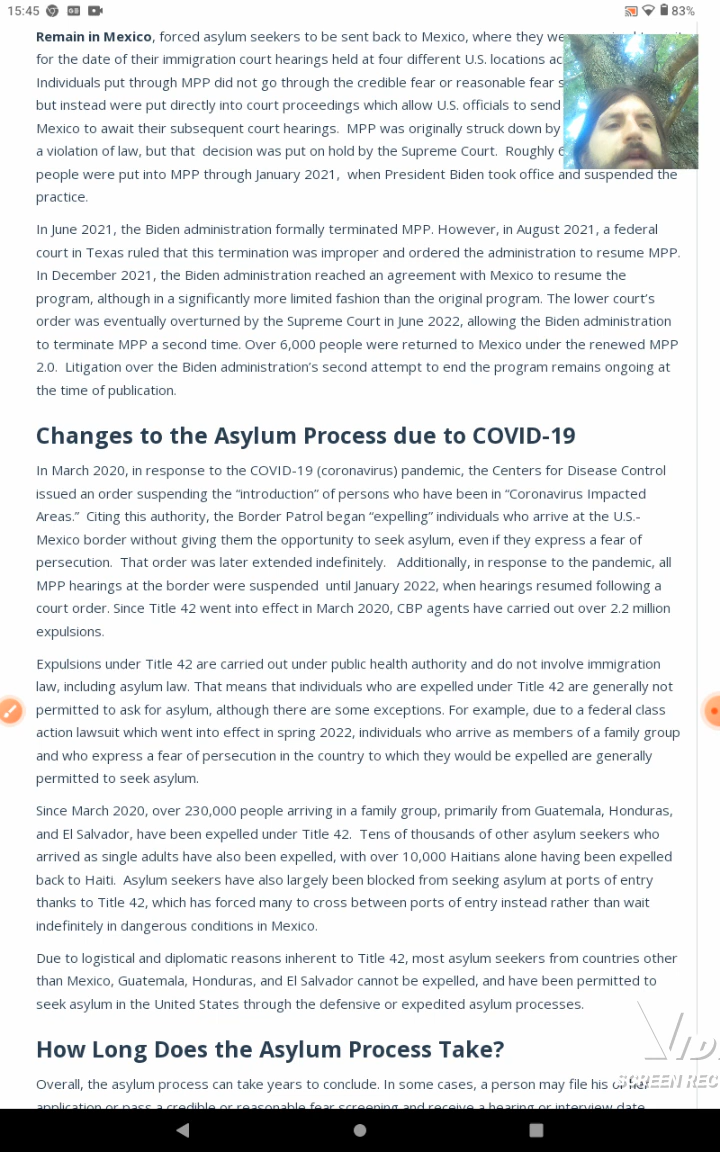 15:45
83%
Remain in Mexico, forced asylum seekers to be sent back to Mexico, where they
for the date of their immigration court hearings held at four different U.S. locations
Individuals put through MPP did not go through the credible fear or reasonable fear
but instead were put directly into court proceedings which allow U.S. officials to send
Mexico to await their subsequent court hearings. MPP was originally struck down by
a violation of law, but that decision was put on hold by the Supreme Court. Roughly
people were put into MPP through January 2021, when President Biden took office and suspended the
practice.
In June 2021, the Biden administration formally terminated MPP. However, in August 2021, a federal
court in Texas ruled that this termination was improper and ordered the administration to resume MPP.
In December 2021, the Biden administration reached an agreement with Mexico to resume the
program, although in a significantly more limited fashion than the original program. The lower court's
order was eventually overturned by the Supreme Court in June 2022, allowing the Biden administration
to terminate MPP a second time. Over 6,000 people were returned to Mexico under the renewed MPP
2.0. Litigation over the Biden administration's second attempt to end the program remains ongoing at
the time of publication.
Changes to the Asylum Process due to COVID-19
In March 2020, in response to the COVID-19 (coronavirus) pandemic, the Centers for Disease Control
issued an order suspending the "introduction" of persons who have been in "Coronavirus Impacted
Areas." Citing this authority, the Border Patrol began "expelling" individuals who arrive at the U.S.-
Mexico border without giving them the opportunity to seek asylum, even if they express a fear of
persecution. That order was later extended indefinitely. Additionally, in response to the pandemic, all
MPP hearings at the border were suspended until January 2022, when hearings resumed following a
court order. Since Title 42 went into effect in March 2020, CBP agents have carried out over 2.2 million
expulsions.
Expulsions under Title 42 are carried out under public health authority and do not involve immigration
law, including asylum law. That means that individuals who are expelled under Title 42 are generally not
permitted to ask for asylum, although there are some exceptions. For example, due to a federal class
action lawsuit which went into effect in spring 2022, individuals who arrive as members of a family group
and who express a fear of persecution in the country to which they would be expelled are generally
permitted to seek asylum.
Since March 2020, over 230,000 people arriving in a family group, primarily from Guatemala, Honduras,
and El Salvador, have been expelled under Title 42. Tens of thousands of other asylum seekers who
arrived as single adults have also been expelled, with over 10,000 Haitians alone having been expelled
back to Haiti. Asylum seekers have also largely been blocked from seeking asylum at ports of entry
thanks to Title 42, which has forced many to cross between ports of entry instead rather than wait
indefinitely in dangerous conditions in Mexico.
Due to logistical and diplomatic reasons inherent to Title 42, most asylum seekers from countries other
than Mexico, Guatemala, Honduras, and El Salvador cannot be expelled, and have been permitted to
seek asylum in the United States through the defensive or expedited asylum processes.
How Long Does the Asylum Process Take?
Overall, the asylum process can take years to conclude. In some cases, a person may file his or her
application or pass a credible or reasonable fear screening and receive a hearing or interview date
SCREEN REC